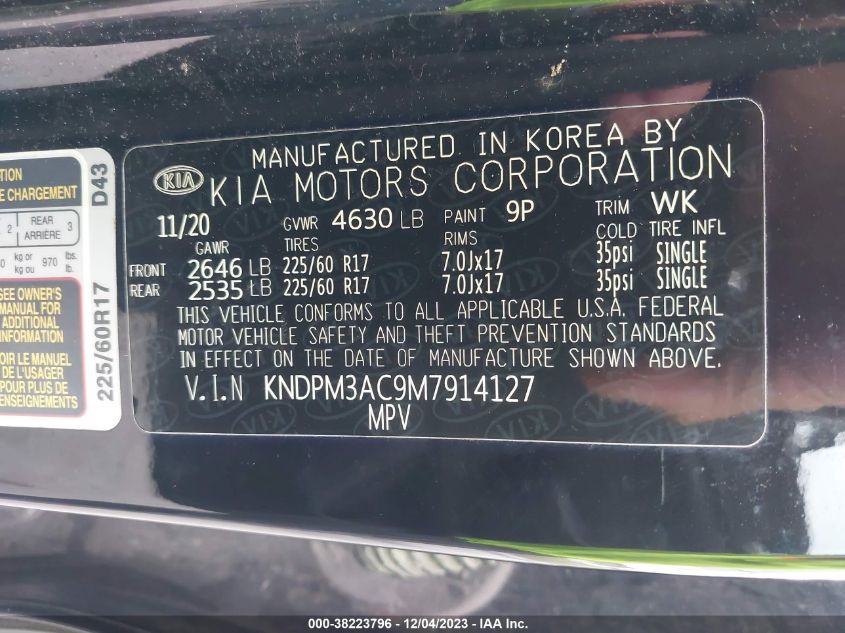 TION
E CHARGEMENT
2 REAR ARRIÈRE 3
0 kg or kg ou 970 lbs. lb.
SEE OWNER'S
MANUAL FOR
ADDITIONAL
INFORMATION
OIR LE MANUEL
ENSEIGNEMENTS
225/60R17 D43
MANUFACTURED IN KOREA BY
KIA KIA MOTORS CORPORATION
11/20 GVWR 4630 LB PAINT 9P TRIM WK
GAWR TIRES RIMS COLD TIRE INFL
FRONT 2646 LB 225/60 R17 7.0Jx17 35psi SINGLE
REAR 2535 LB 225/60 R17 7.0Jx17 35psi SINGLE
THIS VEHICLE CONFORMS TO ALL APPLICABLE U.S.A. FEDERAL
MOTOR VEHICLE SAFETY AND THEFT PREVENTION STANDARDS
IN EFFECT ON THE DATE OF MANUFACTURE SHOWN ABOVE.
V.I.N KNDPM3AC9M7914127
MPV
000-38223796 - 12/04/2023 - IAA Inc.